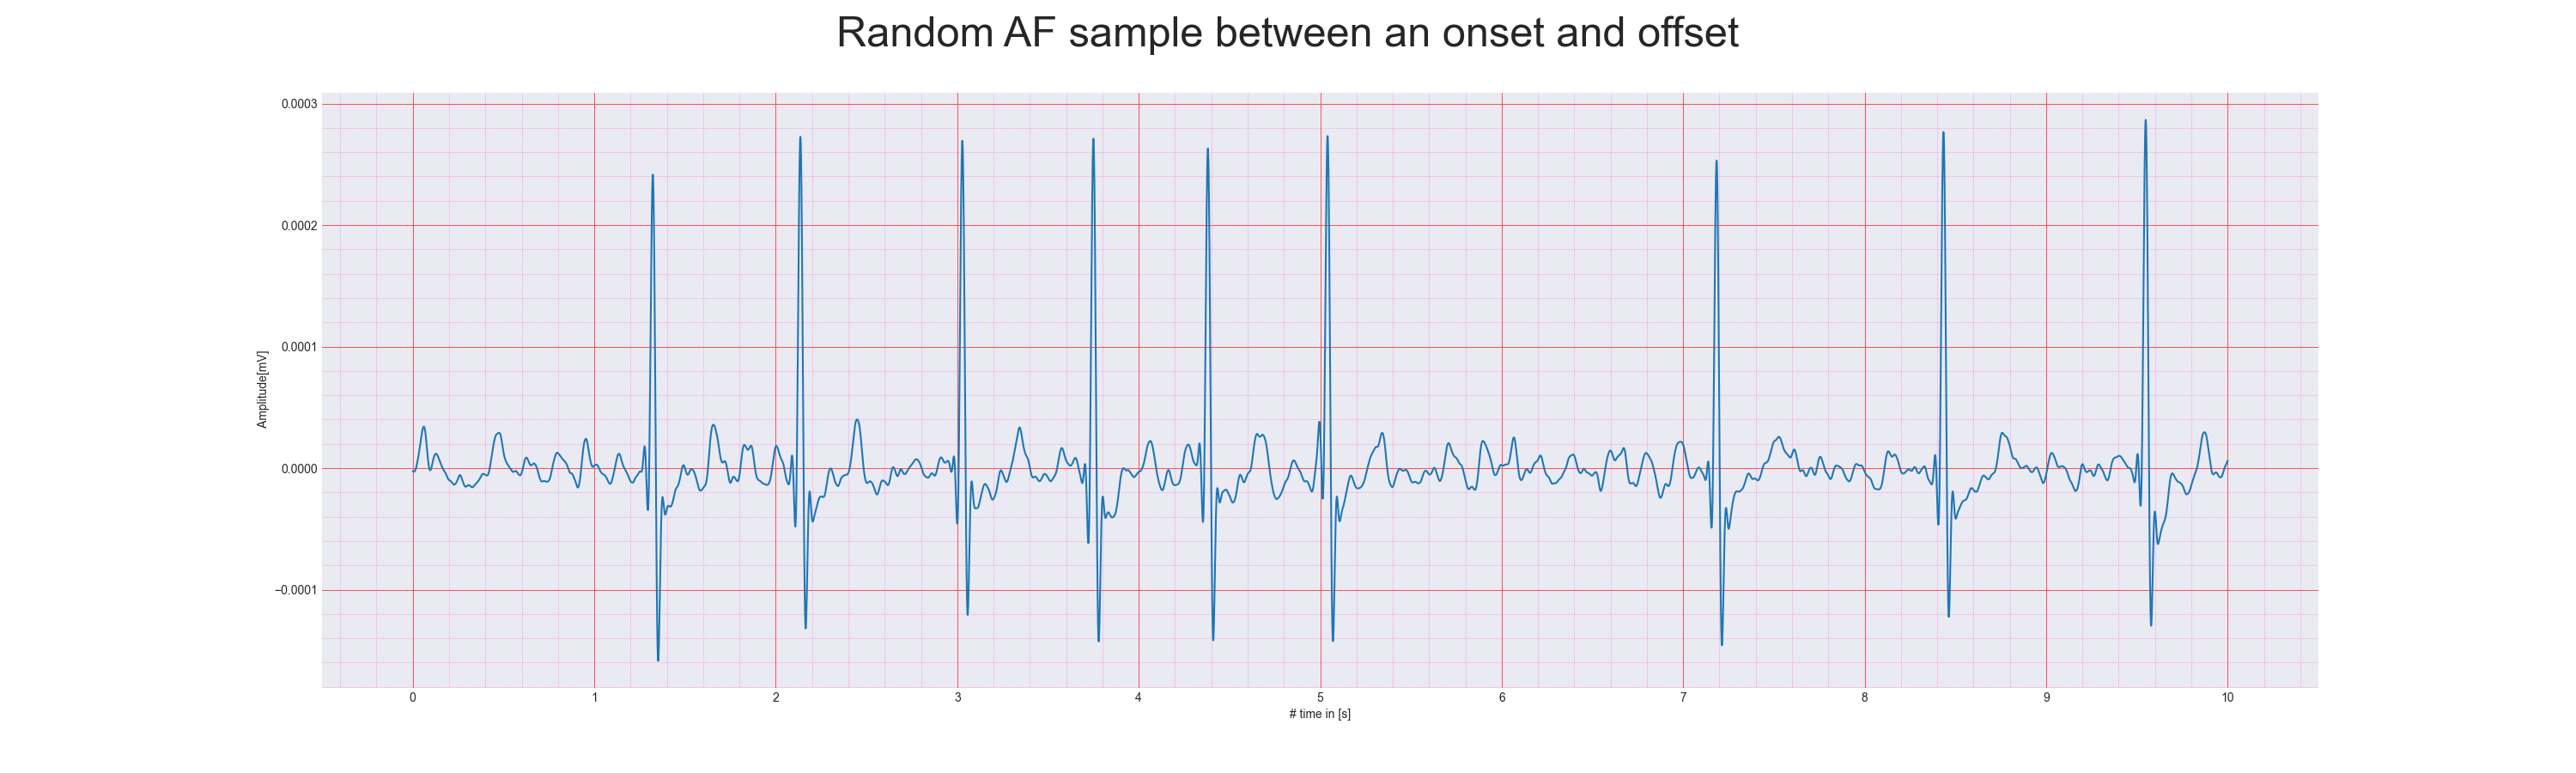 Random AF sample between an onset and offset
0.0003
0.0002
0.0001
0.0000
−0.0001
Amplitude[mV]
0 1 2 3 4 5 6 7 8 9 10
# time in [s]